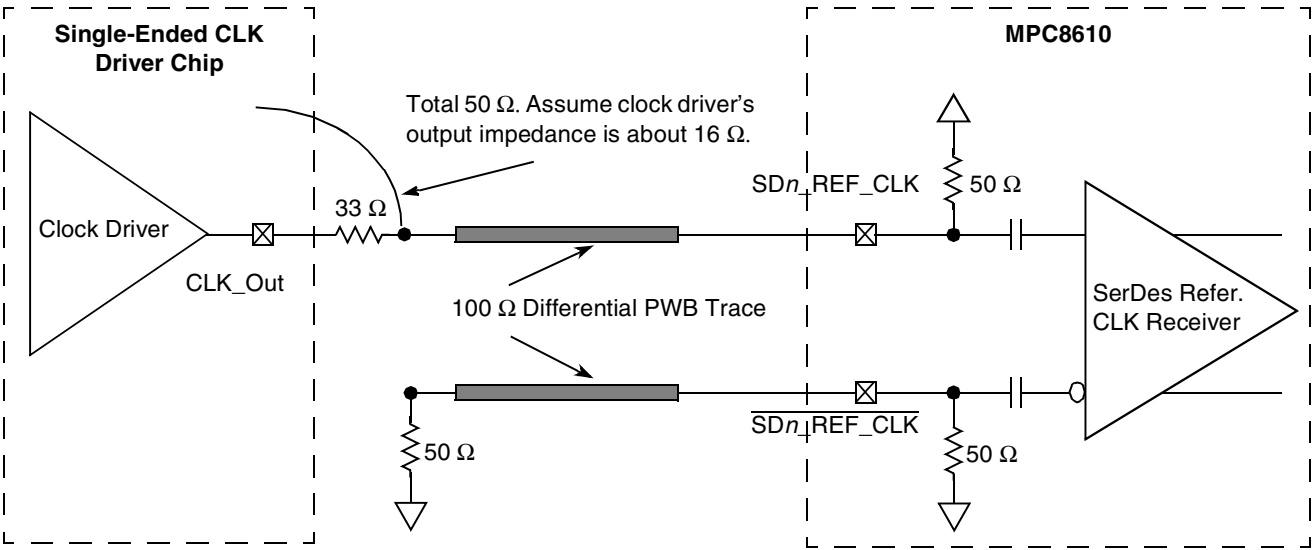 Single-Ended CLK
Driver Chip
MPC8610
Total 50 Ω. Assume clock driver's
output impedance is about 16 Ω.
SDn_REF_CLK
50 Ω
33 Ω
Clock Driver
CLK_Out
100 Ω Differential PWB Trace
SerDes Refer.
CLK Receiver
SDn_REF_CLK
50 Ω
50 Ω